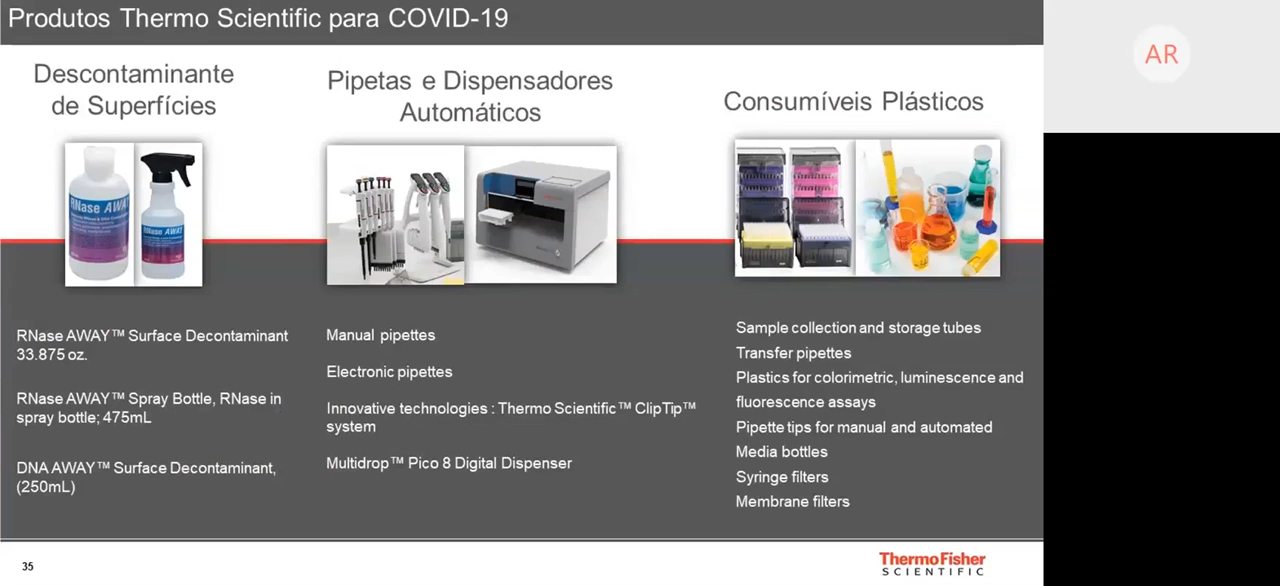 Produtos Thermo Scientific para COVID-19
AR
Descontaminante
de Superfícies
RNase AWAY
RNase AWAY
RNase AWAY™ Surface Decontaminant
33.875 oz.
RNase AWAY™ Spray Bottle, RNase in
spray bottle; 475mL
DNA AWAY™ Surface Decontaminant,
(250mL)
Pipetas e Dispensadores
Automáticos
Manual pipettes
Electronic pipettes
Innovative technologies : Thermo Scientific™ ClipTip™
system
Multidrop™ Pico 8 Digital Dispenser
Consumíveis Plásticos
Sample collection and storage tubes
Transfer pipettes
Plastics for colorimetric, luminescence and
fluorescence assays
Pipette tips for manual and automated
Media bottles
Syringe filters
Membrane filters
35
ThermoFisher
SCIENTIFIC